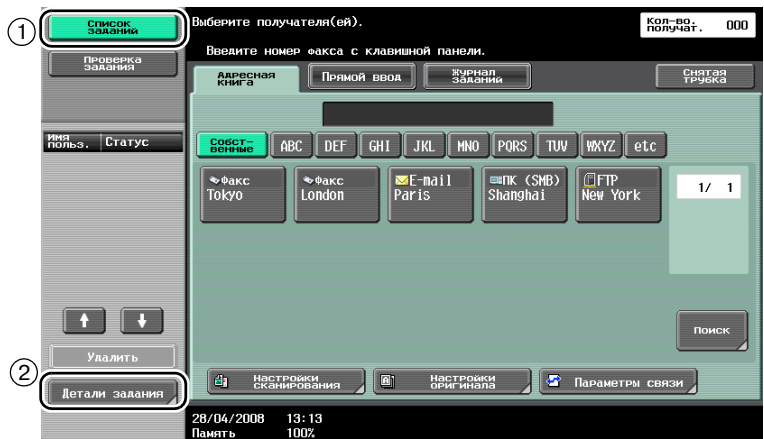 1
Список
заданий
Выберите получателя(ей).
Кол-во.
получат.
000
Введите номер факса с клавишной панели.
Проверка
задания
Адресная
книга
Прямой ввод
Журнал
заданий
Снятая
трубка
Имя
польз.
Статус
Собст-
венные
ABC
DEF
GHI
JKL
MNO
PQRS
TUV
WXYZ
etc
Факс
Tokyo
Факс
London
E-mail
Paris
ПК (SMB)
Shanghai
FTP
New York
1/ 1
Поиск
Удалить
2
Детали задания
Настройки
сканирования
Настройки
оригинала
Параметры связи
28/04/2008 13:13
Память 100%